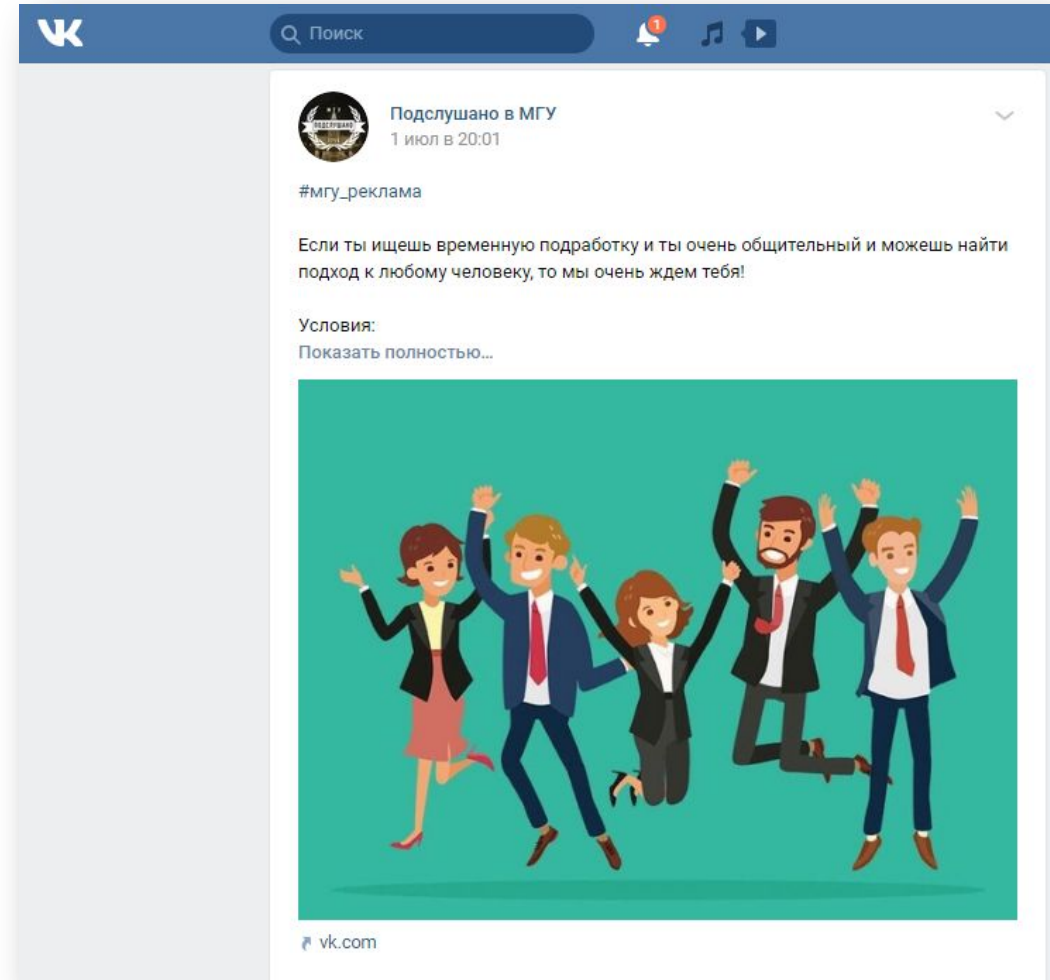 Поиск
1
Подслушано в МГУ
1 июл в 20:01
#мгу_реклама
Если ты ищешь временную подработку и ты очень общительный и можешь найти
подход к любому человеку, то мы очень ждем тебя!
Условия:
Показать полностью...
vk.com